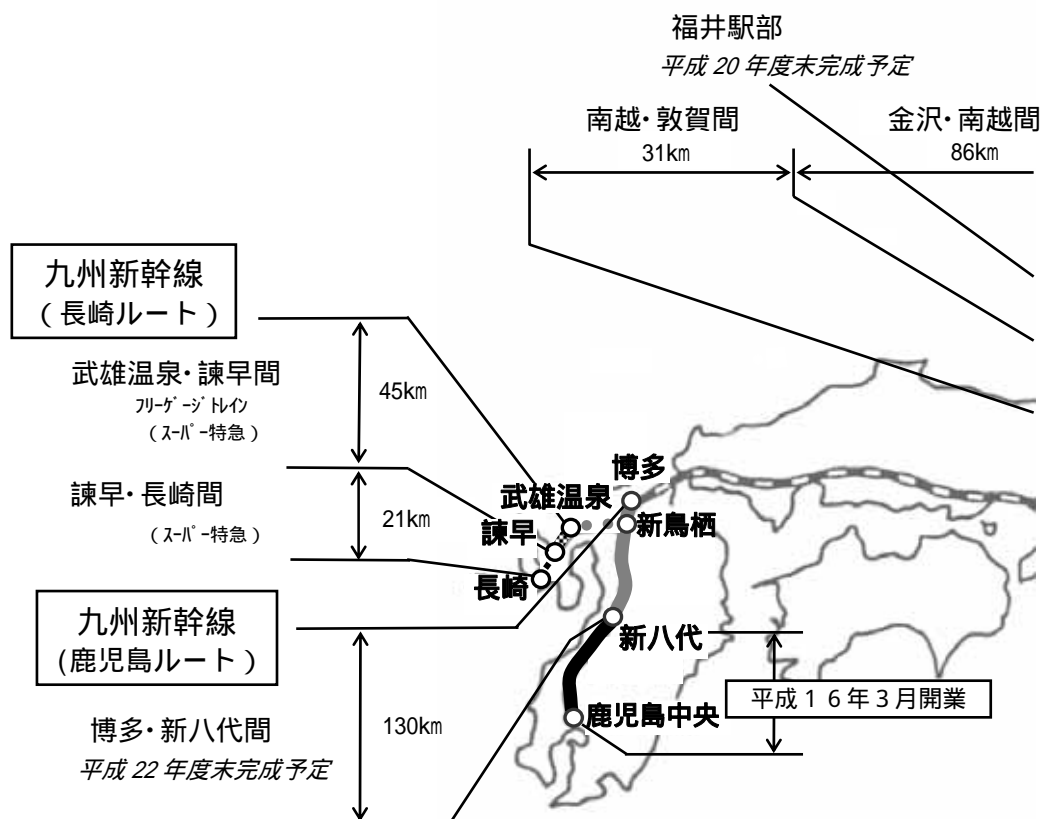 福井駅部
平成 20 年度末完成予定
南越・敦賀間
31㎞
金沢・南越間
86㎞
九州新幹線
（長崎ルート）
武雄温泉・諫早間
ﾌﾘｰｹﾞｰｼﾞﾄﾚｲﾝ
（ｽｰﾊﾟｰ特急）
45㎞
諫早・長崎間
（ｽｰﾊﾟｰ特急）
21㎞
博多
武雄温泉
新鳥栖
諫早
長崎
九州新幹線
(鹿児島ルート）
新八代
博多・新八代間
平成 22 年度末完成予定
130㎞
鹿児島中央
平成１６年３月開業